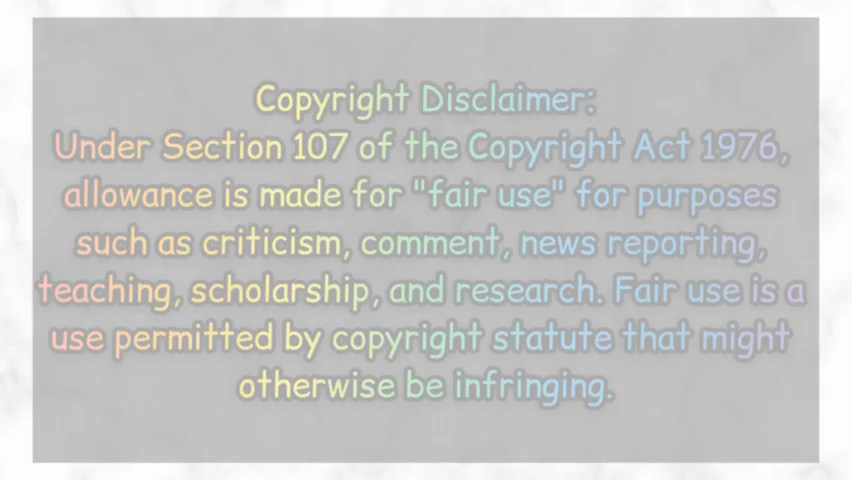 Copyright Disclaimer:
Under Section 107 of the Copyright Act 1976,
allowance is made for "fair use" for purposes
such as criticism, comment, news reporting,
teaching, scholarship, and research. Fair use is a
use permitted by copyright statute that might
otherwise be infringing.